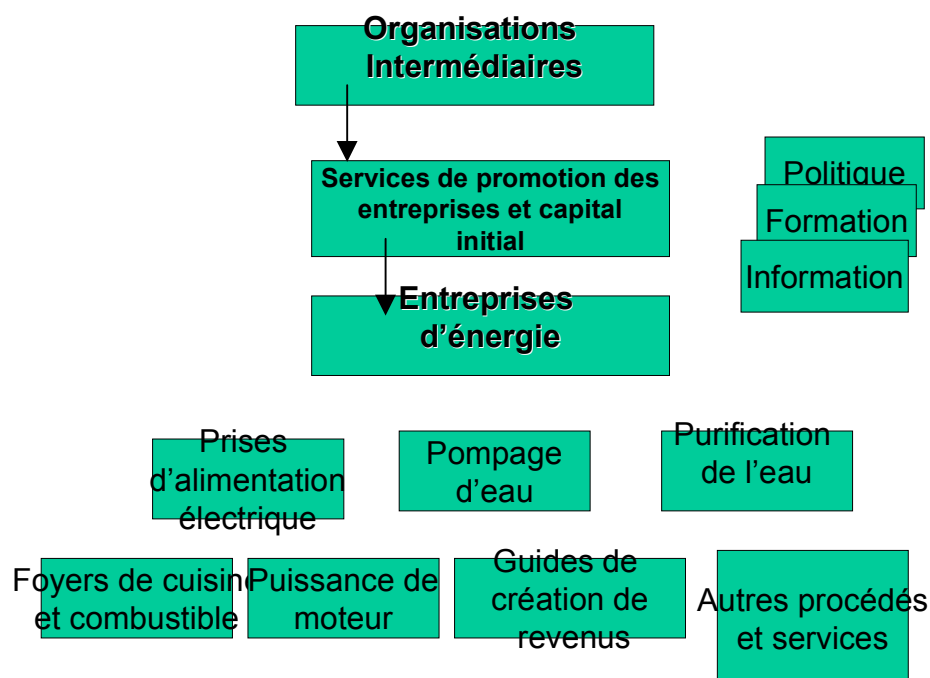 Organisations
Intermédiaires
Services de promotion des
entreprises et capital
initial
Politique
Formation
Information
Entreprises
d’énergie
Prises
d’alimentation
électrique
Pompage
d’eau
Purification
de l’eau
Foyers de cuisine
et combustible
Puissance de
moteur
Guides de
création de
revenus
Autres procédés
et services